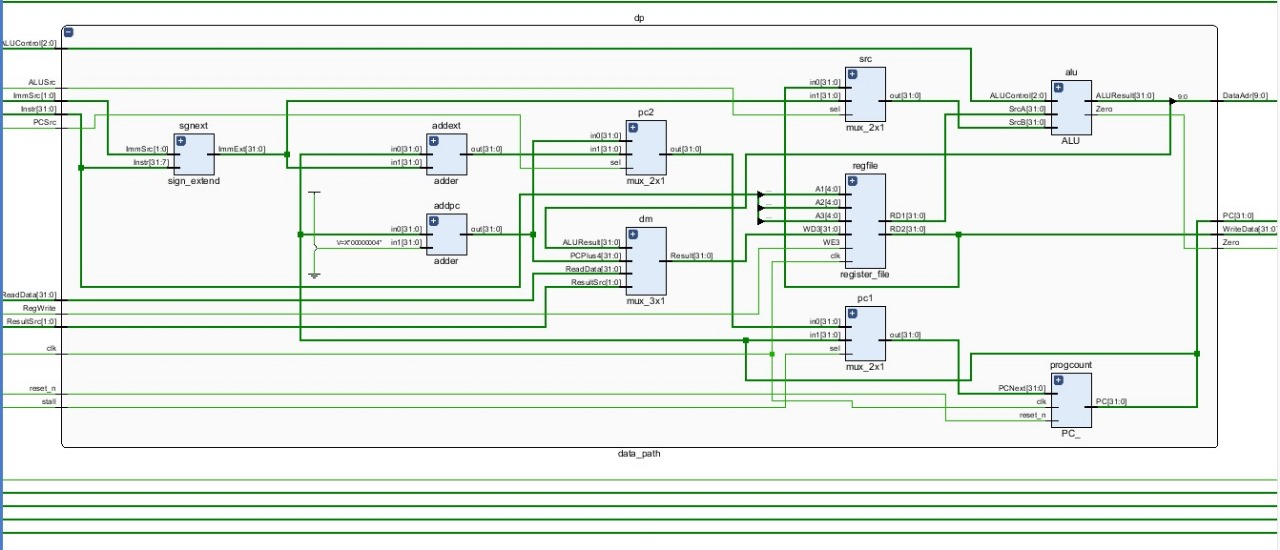 dp
ALUControl[2:0]
ALUSrc
ImmSrc[1:0]
Instr[31:0]
PCSrc
ReadData[31:0]
RegWrite
ResultSrc[1:0]
clk
reset_n
stall
sgnext
ImmSrc[1:0]
Instr[31:7]
ImmExt[31:0]
sign_extend
addext
in0[31:0]
in1[31:0]
out[31:0]
adder
addpc
in0[31:0]
V=X"00000004"
in1[31:0]
out[31:0]
adder
pc2
in0[31:0]
in1[31:0]
sel
out[31:0]
mux_2x1
dm
ALUResult[31:0]
PCPlus4[31:0]
ReadData[31:0]
ResultSrc[1:0]
Result[31:0]
mux_3x1
src
in0[31:0]
in1[31:0]
sel
out[31:0]
mux_2x1
regfile
A1[4:0]
A2[4:0]
A3[4:0]
WD3[31:0]
WE3
clk
RD1[31:0]
RD2[31:0]
register_file
pc1
in0[31:0]
in1[31:0]
sel
out[31:0]
mux_2x1
alu
ALUControl[2:0]
SrcA[31:0]
SrcB[31:0]
ALUResult[31:0]
Zero
ALU
9:0
progcount
PCNext[31:0]
clk
reset_n
PC[31:0]
PC_
DataAdr[9:0]
PC[31:0]
WriteData[31:0]
Zero
data_path